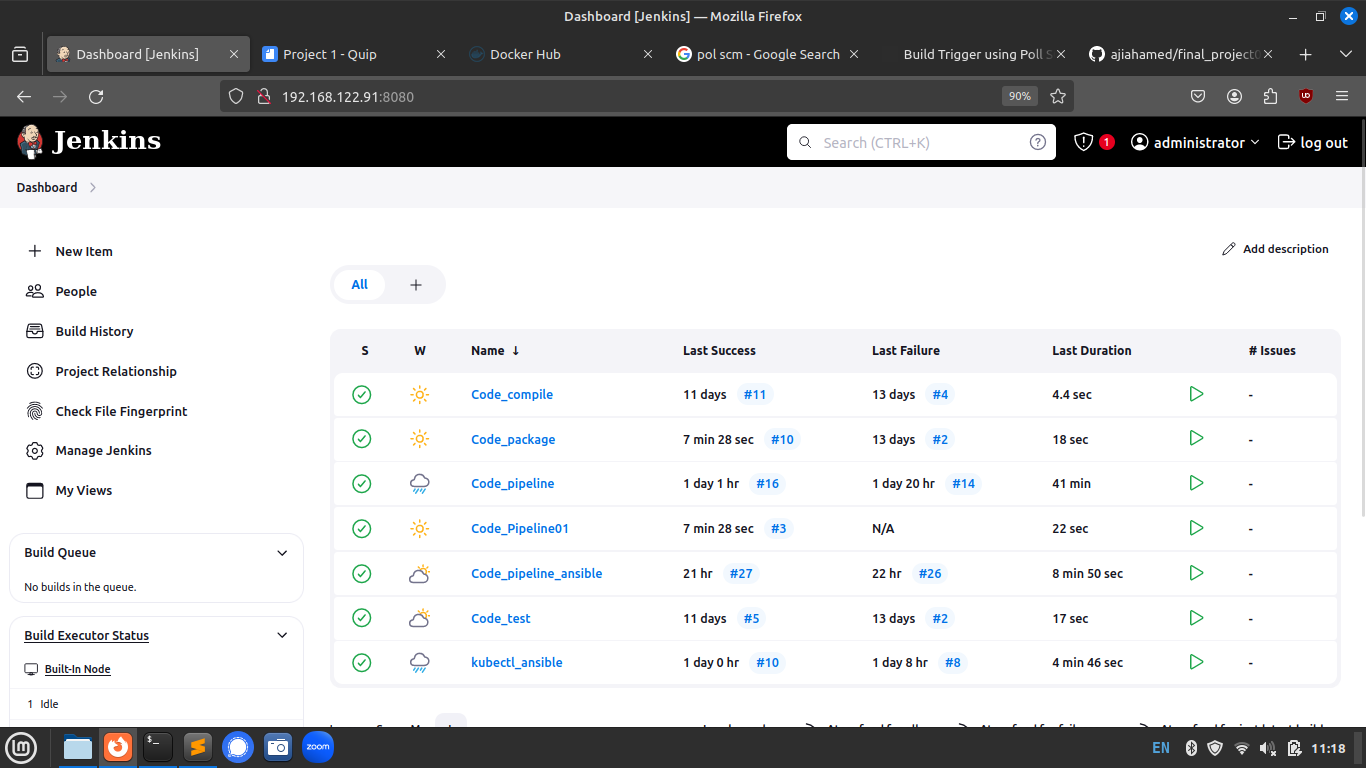 Dashboard [Jenkins] — Mozilla Firefox
Dashboard [Jenkins]
Project 1 - Quip
Docker Hub
pol scm - Google Search
Build Trigger using Poll S
ajiahamed/final_project0
192.168.122.91:8080
90%
Jenkins
Search (CTRL+K)
1
administrator
log out
Dashboard
New Item
People
Build History
Project Relationship
Check File Fingerprint
Manage Jenkins
My Views
Build Queue
No builds in the queue.
Build Executor Status
Built-In Node
1 Idle
Add description
All
S W Name ↓ Last Success Last Failure Last Duration # Issues
Code_compile 11 days #11 13 days #4 4.4 sec -
Code_package 7 min 28 sec #10 13 days #2 18 sec -
Code_pipeline 1 day 1 hr #16 1 day 20 hr #14 41 min -
Code_Pipeline01 7 min 28 sec #3 N/A 22 sec -
Code_pipeline_ansible 21 hr #27 22 hr #26 8 min 50 sec -
Code_test 11 days #5 13 days #2 17 sec -
kubectl_ansible 1 day 0 hr #10 1 day 8 hr #8 4 min 46 sec -
zoom
EN
11:18